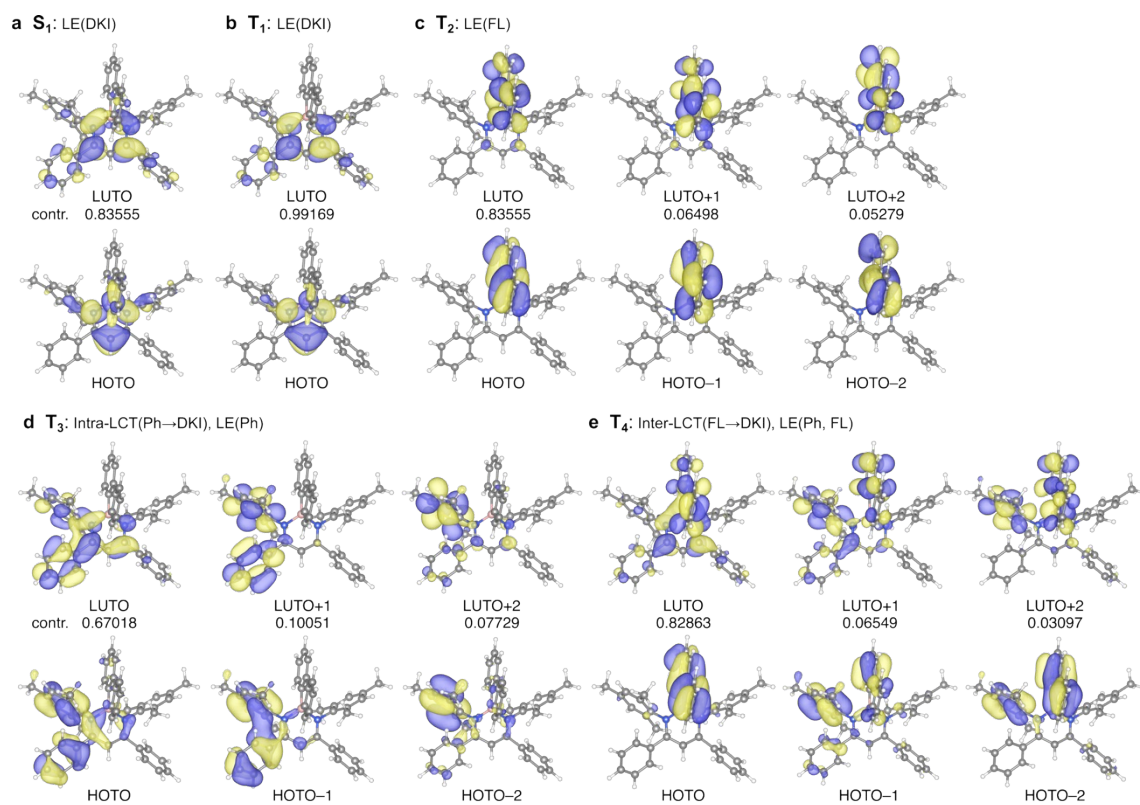 a S₁: LE(DKI) b T₁: LE(DKI) c T₂: LE(FL)
LUTO LUTO LUTO LUTO+1 LUTO+2
contr. 0.83555 0.99169 0.83555 0.06498 0.05279
HOTO HOTO HOTO HOTO–1 HOTO–2
d T₃: Intra-LCT(Ph→DKI), LE(Ph) e T₄: Inter-LCT(FL→DKI), LE(Ph, FL)
LUTO LUTO+1 LUTO+2 LUTO LUTO+1 LUTO+2
contr. 0.67018 0.10051 0.07729 0.82863 0.06549 0.03097
HOTO HOTO–1 HOTO–2 HOTO HOTO–1 HOTO–2